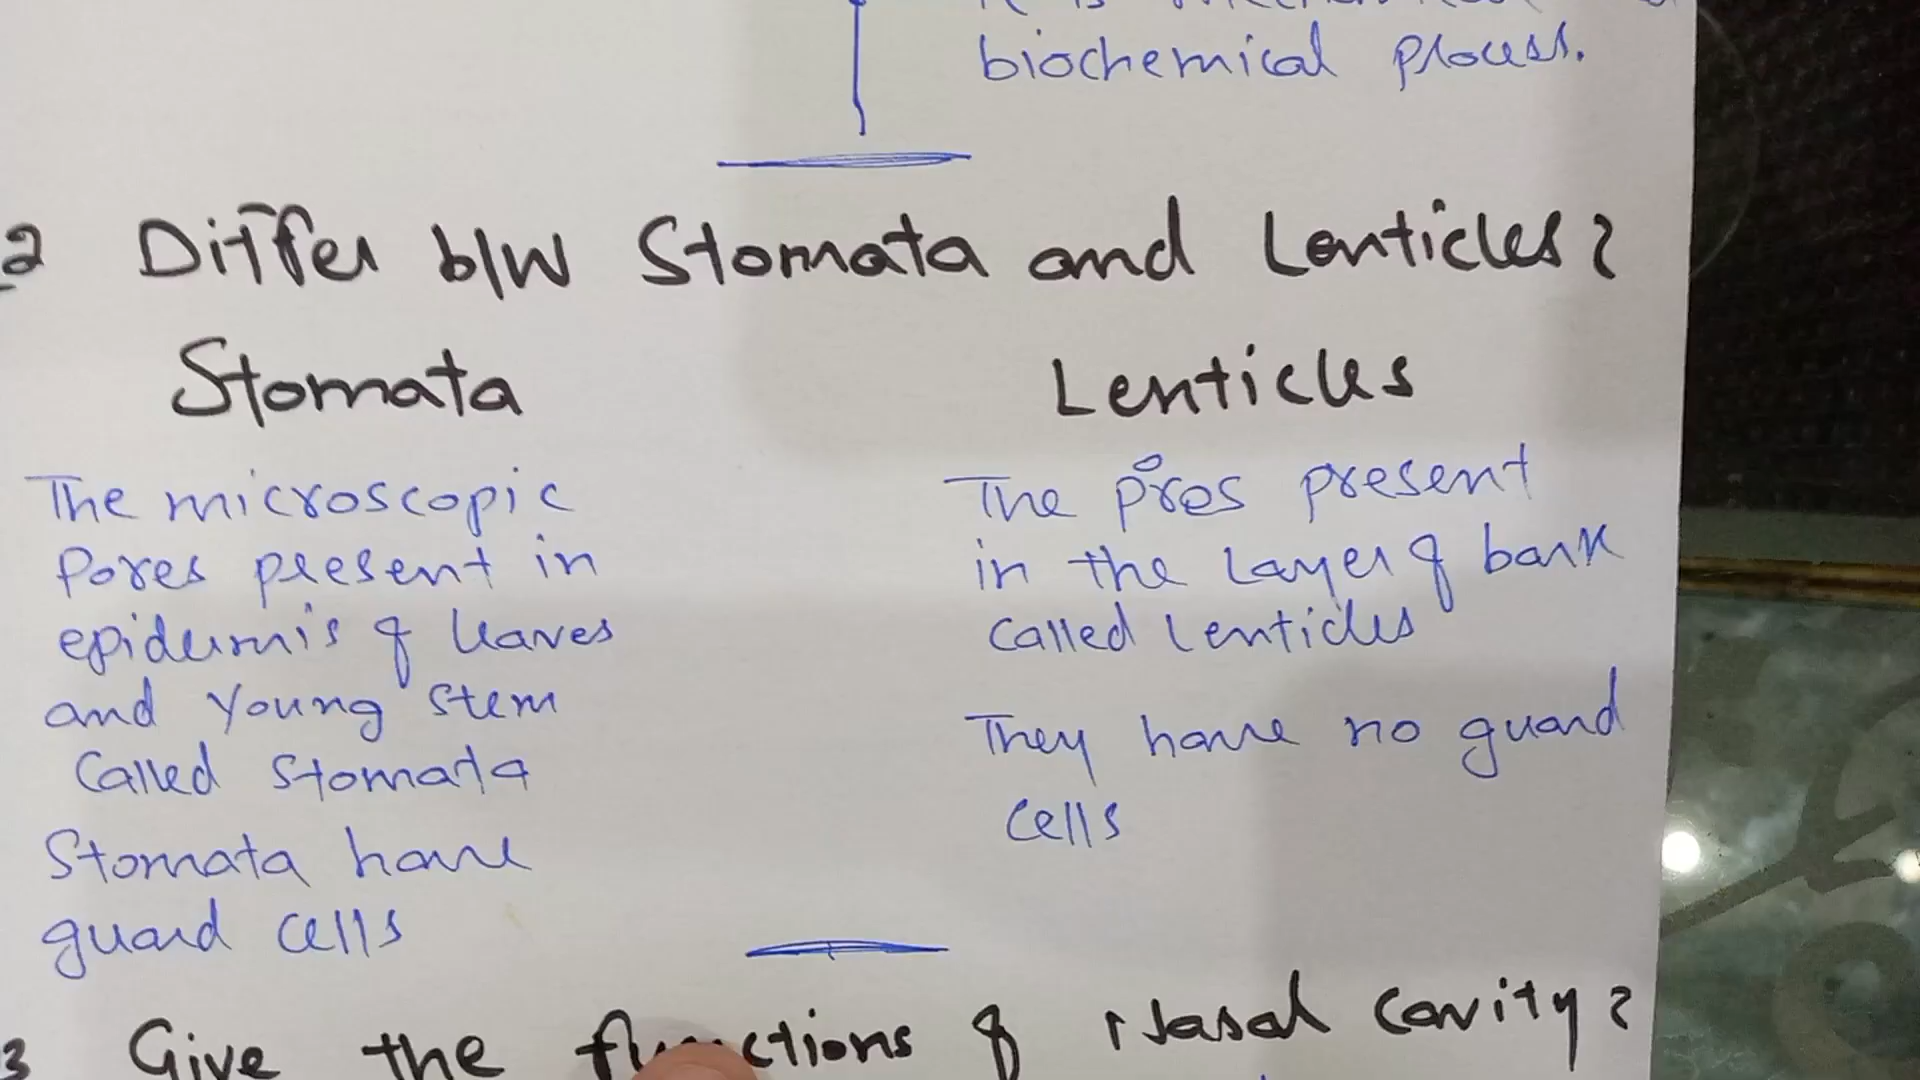 biochemical process.
2 Differ b/w Stomata and Lenticles?
Stomata
Lenticles
The microscopic
Pores present in
epidermis of leaves
and Young stem
Called Stomata
Stomata have
guard cells
The pores present
in the Layer of bark
Called Lenticles
They have no guard
cells
3 Give the functions of Nasal cavity?